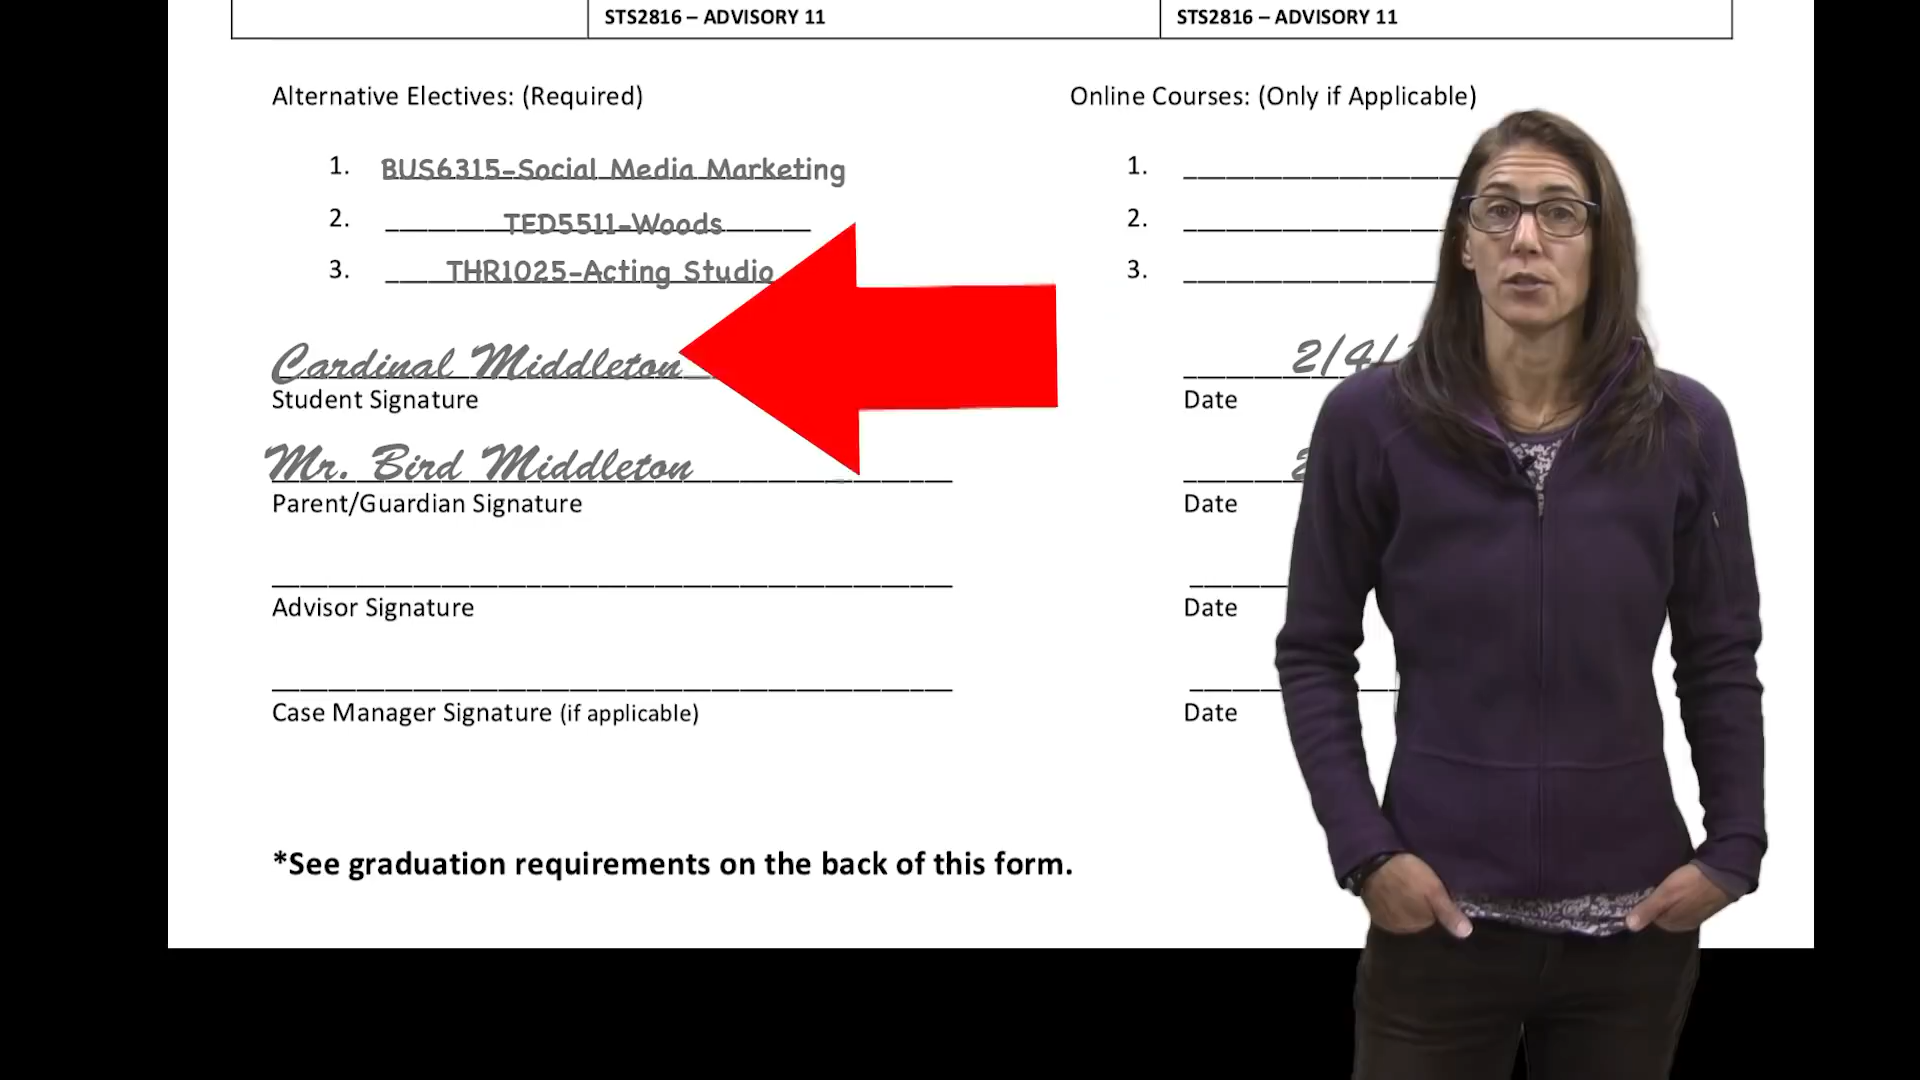 STS2816 – ADVISORY 11 STS2816 – ADVISORY 11
Alternative Electives: (Required) Online Courses: (Only if Applicable)
1. BUS6315-Social Media Marketing 1.
2. TED5511-Woods 2.
3. THR1025-Acting Studio 3.
Cardinal Middleton 2/4/
Student Signature Date
Mr. Bird Middleton
Parent/Guardian Signature Date
Advisor Signature Date
Case Manager Signature (if applicable) Date
*See graduation requirements on the back of this form.